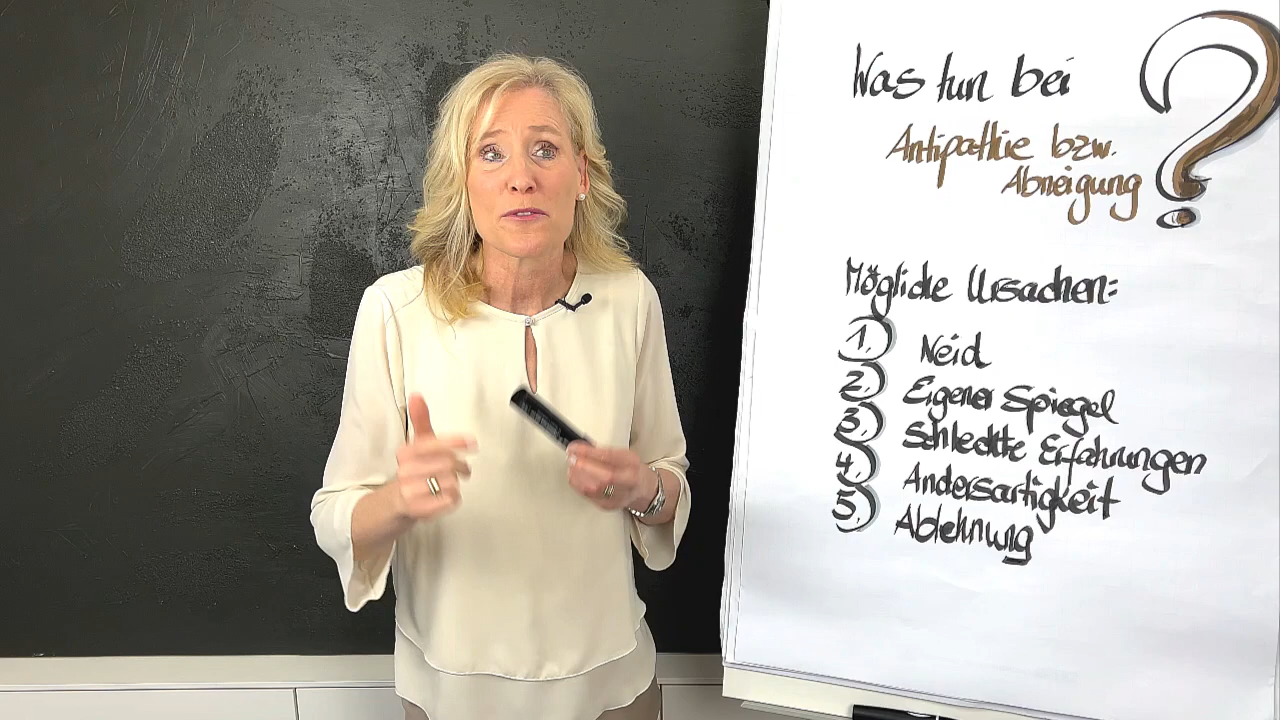 Was tun bei
Antipathie bzw.
Abneigung
?
Mögliche Ursachen:
1. Neid
2. Eigener Spiegel
3. Schlechte Erfahrungen
4. Andersartigkeit
5. Ablehnung